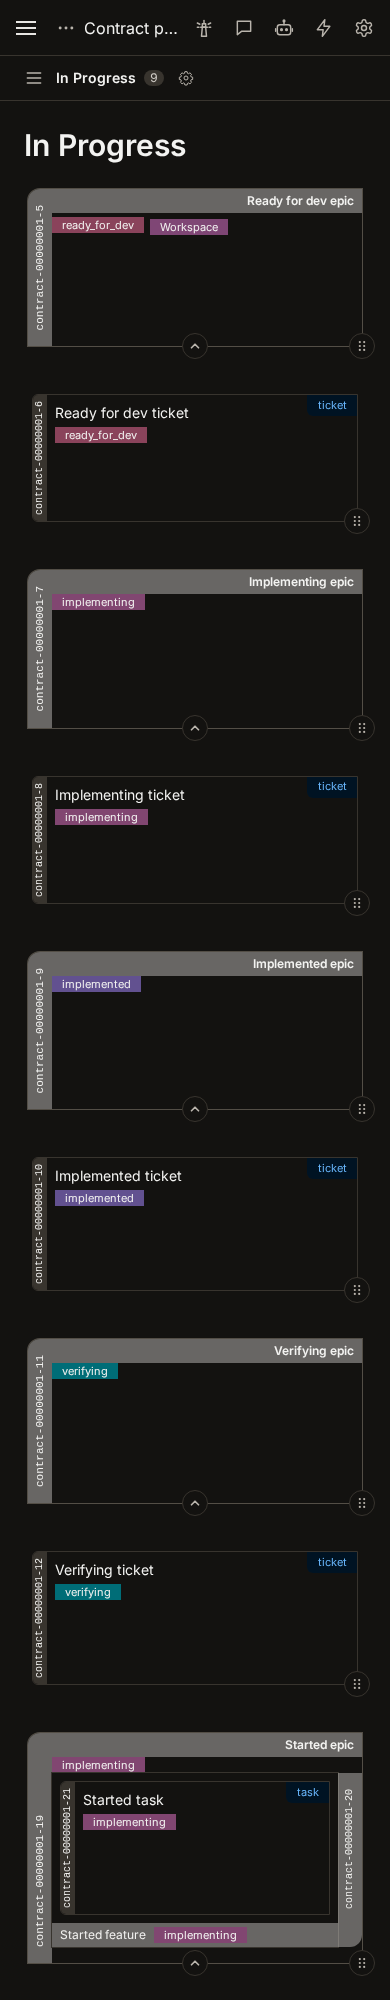 Contract p...
In Progress 9
In Progress
Ready for dev epic
contract-00000001-5
ready_for_dev Workspace
contract-00000001-6
ticket
Ready for dev ticket
ready_for_dev
Implementing epic
contract-00000001-7
implementing
contract-00000001-8
ticket
Implementing ticket
implementing
Implemented epic
contract-00000001-9
implemented
contract-00000001-10
ticket
Implemented ticket
implemented
Verifying epic
contract-00000001-11
verifying
contract-00000001-12
ticket
Verifying ticket
verifying
Started epic
contract-00000001-19
implementing
contract-00000001-21
task
Started task
implementing
contract-00000001-20
Started feature implementing